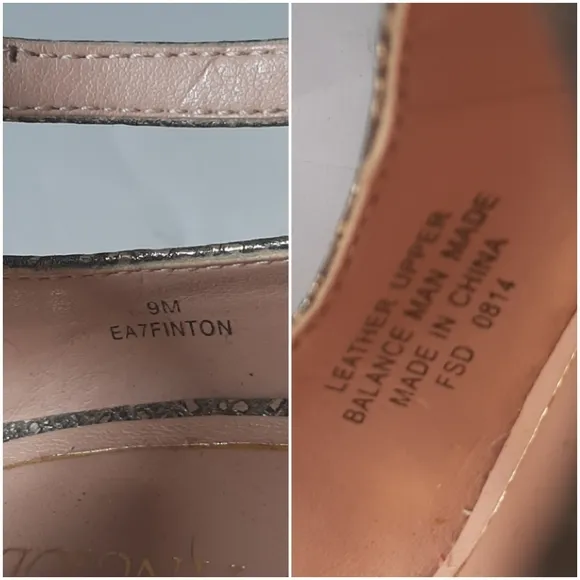 9M
EA7FINTON
LEATHER UPPER
BALANCE MAN MADE
MADE IN CHINA
FSD 0814